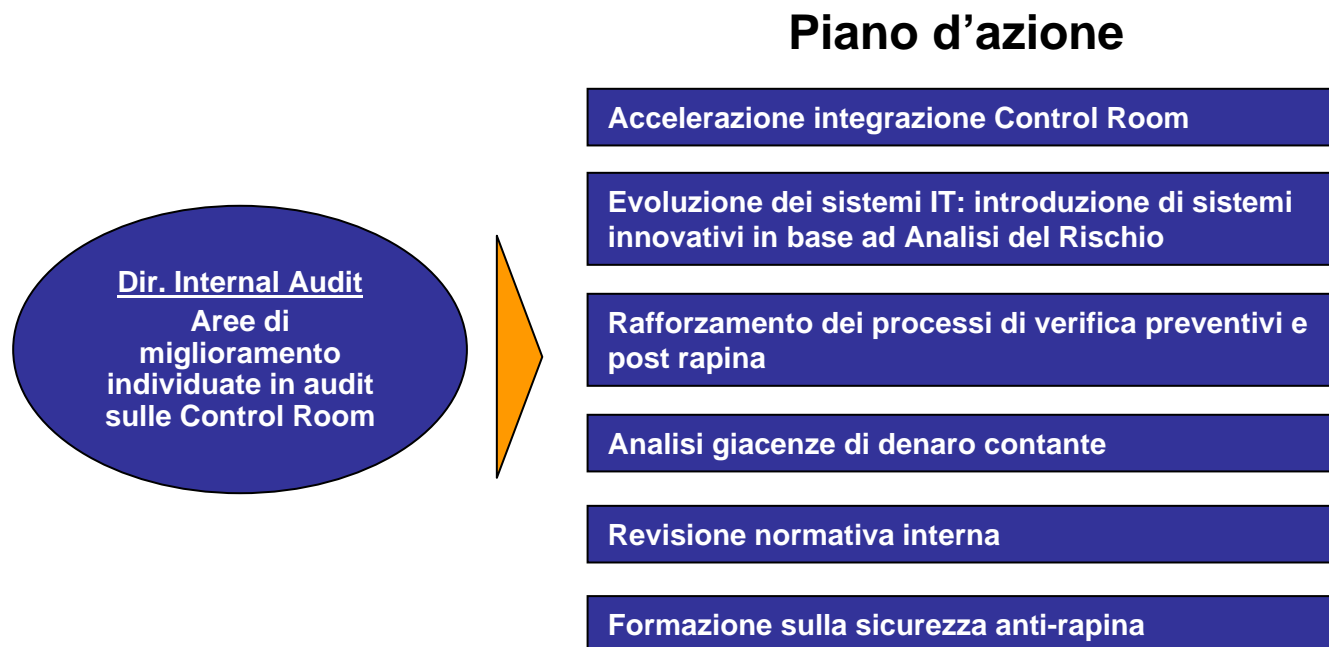 Piano d’azione
Dir. Internal Audit
Aree di
miglioramento
individuate in audit
sulle Control Room
Accelerazione integrazione Control Room
Evoluzione dei sistemi IT: introduzione di sistemi
innovativi in base ad Analisi del Rischio
Rafforzamento dei processi di verifica preventivi e
post rapina
Analisi giacenze di denaro contante
Revisione normativa interna
Formazione sulla sicurezza anti-rapina